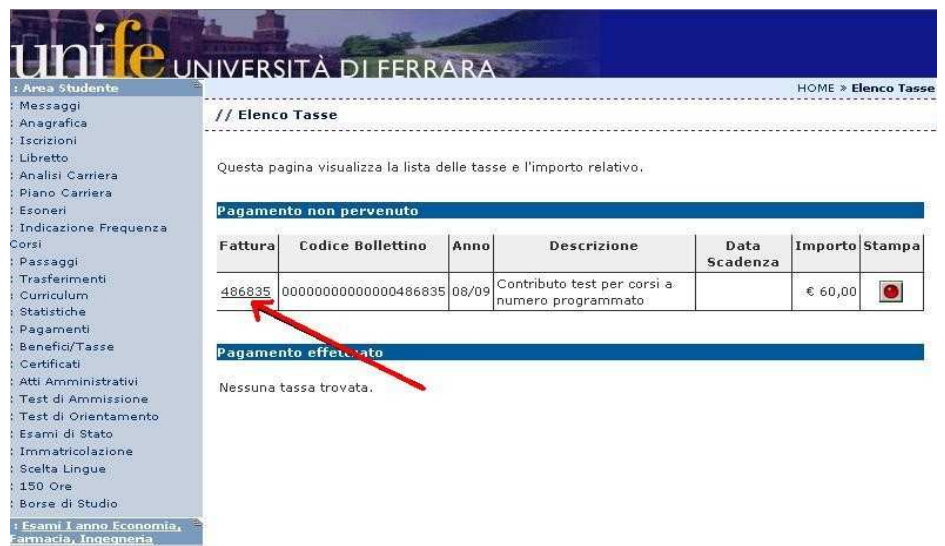 unife UNIVERSITÀ DI FERRARA
: Area Studente
HOME » Elenco Tasse
: Messaggi
: Anagrafica
: Iscrizioni
: Libretto
: Analisi Carriera
: Piano Carriera
: Esoneri
: Indicazione Frequenza
Corsi
: Passaggi
: Trasferimenti
: Curriculum
: Statistiche
: Pagamenti
: Benefici/Tasse
: Certificati
: Atti Amministrativi
: Test di Ammissione
: Test di Orientamento
: Esami di Stato
: Immatricolazione
: Scelta Lingue
: 150 Ore
: Borse di Studio
: Esami I anno Economia,
Farmacia, Ingegneria
// Elenco Tasse
Questa pagina visualizza la lista delle tasse e l'importo relativo.
Pagamento non pervenuto
Fattura Codice Bollettino Anno Descrizione Data Scadenza Importo Stampa
486835 00000000000000486835 08/09 Contributo test per corsi a numero programmato € 60,00
Pagamento effettuato
Nessuna tassa trovata.